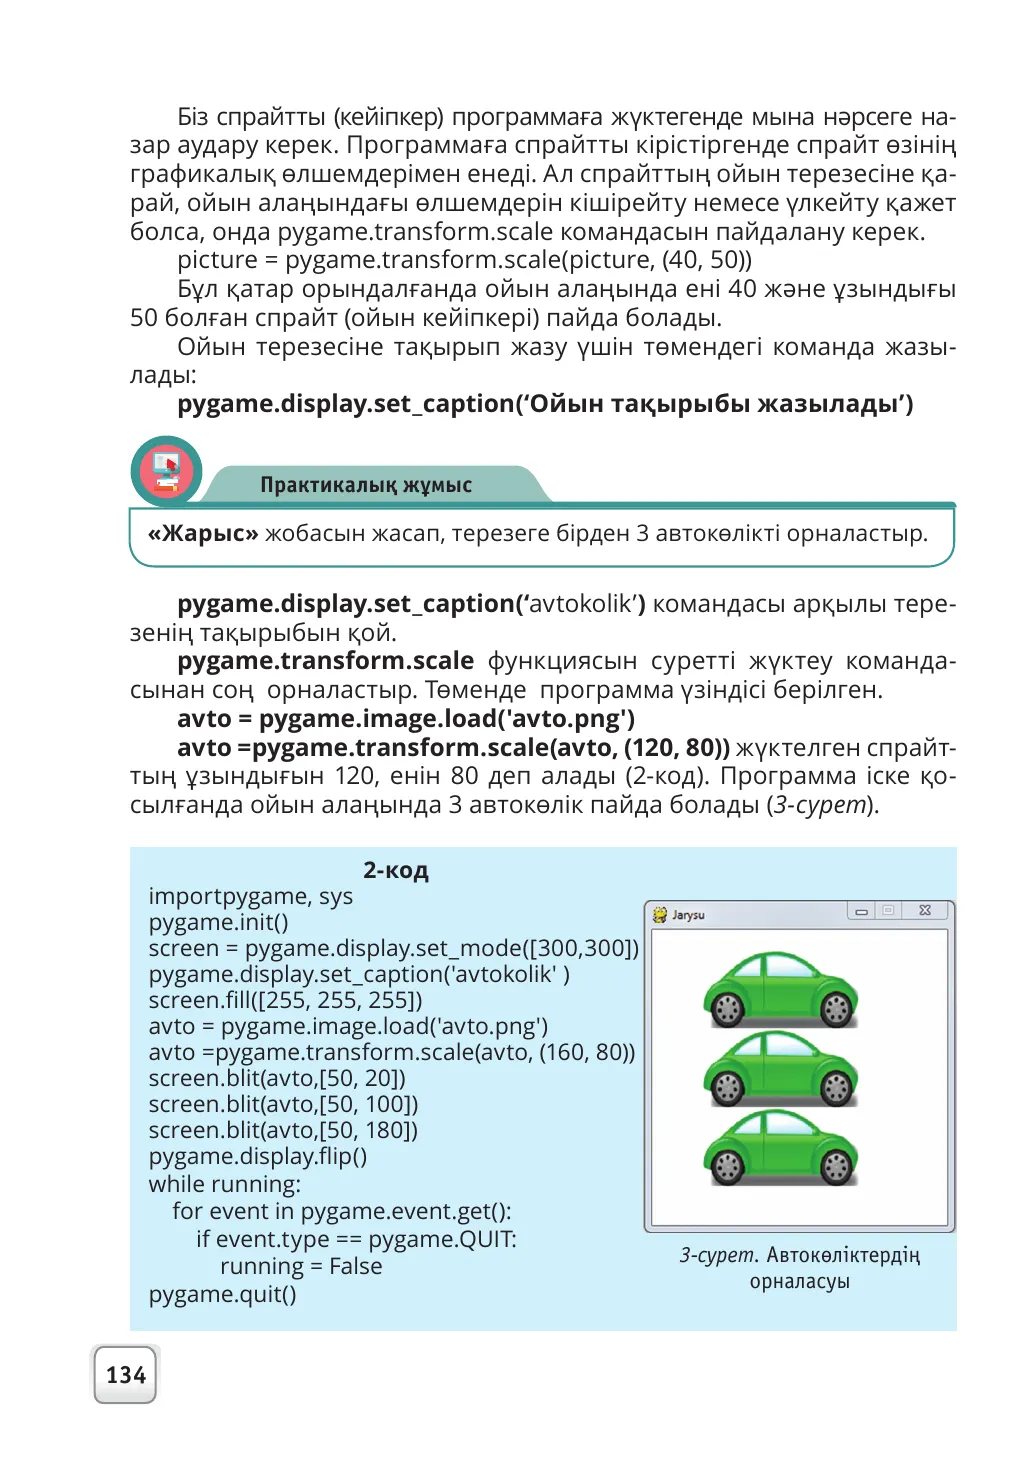 Біз спрайтты (кейіпкер) программаға жүктегенде мына нәрсеге на-
зар аудару керек. Программаға спрайтты кірістіргенде спрайт өзінің
графикалық өлшемдерімен енеді. Ал спрайттың ойын терезесіне қа-
рай, ойын алаңындағы өлшемдерін кішірейту немесе үлкейту қажет
болса, онда pygame.transform.scale командасын пайдалану керек.
picture = pygame.transform.scale(picture, (40, 50))
Бұл қатар орындалғанда ойын алаңында ені 40 және ұзындығы
50 болған спрайт (ойын кейіпкері) пайда болады.
Ойын терезесіне тақырып жазу үшін төмендегі команда жазы-
лады:
pygame.display.set_caption(‘Ойын тақырыбы жазылады’)
Практикалық жұмыс
«Жарыс» жобасын жасап, терезеге бірден 3 автокөлікті орналастыр.
pygame.display.set_caption(‘avtokolik’) командасы арқылы тере-
зенің тақырыбын қой.
pygame.transform.scale функциясын суретті жүктеу команда-
сынан соң орналастыр. Төменде программа үзіндісі берілген.
avto = pygame.image.load('avto.png')
avto =pygame.transform.scale(avto, (120, 80)) жүктелген спрайт-
тың ұзындығын 120, енін 80 деп алады (2-код). Программа іске қо-
сылғанда ойын алаңында 3 автокөлік пайда болады (3-сурет).
2-код
importpygame, sys
pygame.init()
screen = pygame.display.set_mode([300,300])
pygame.display.set_caption('avtokolik' )
screen.fill([255, 255, 255])
avto = pygame.image.load('avto.png')
avto =pygame.transform.scale(avto, (160, 80))
screen.blit(avto,[50, 20])
screen.blit(avto,[50, 100])
screen.blit(avto,[50, 180])
pygame.display.flip()
while running:
for event in pygame.event.get():
if event.type == pygame.QUIT:
running = False
pygame.quit()
Jarysu
3-сурет. Автокөліктердің
орналасуы
134